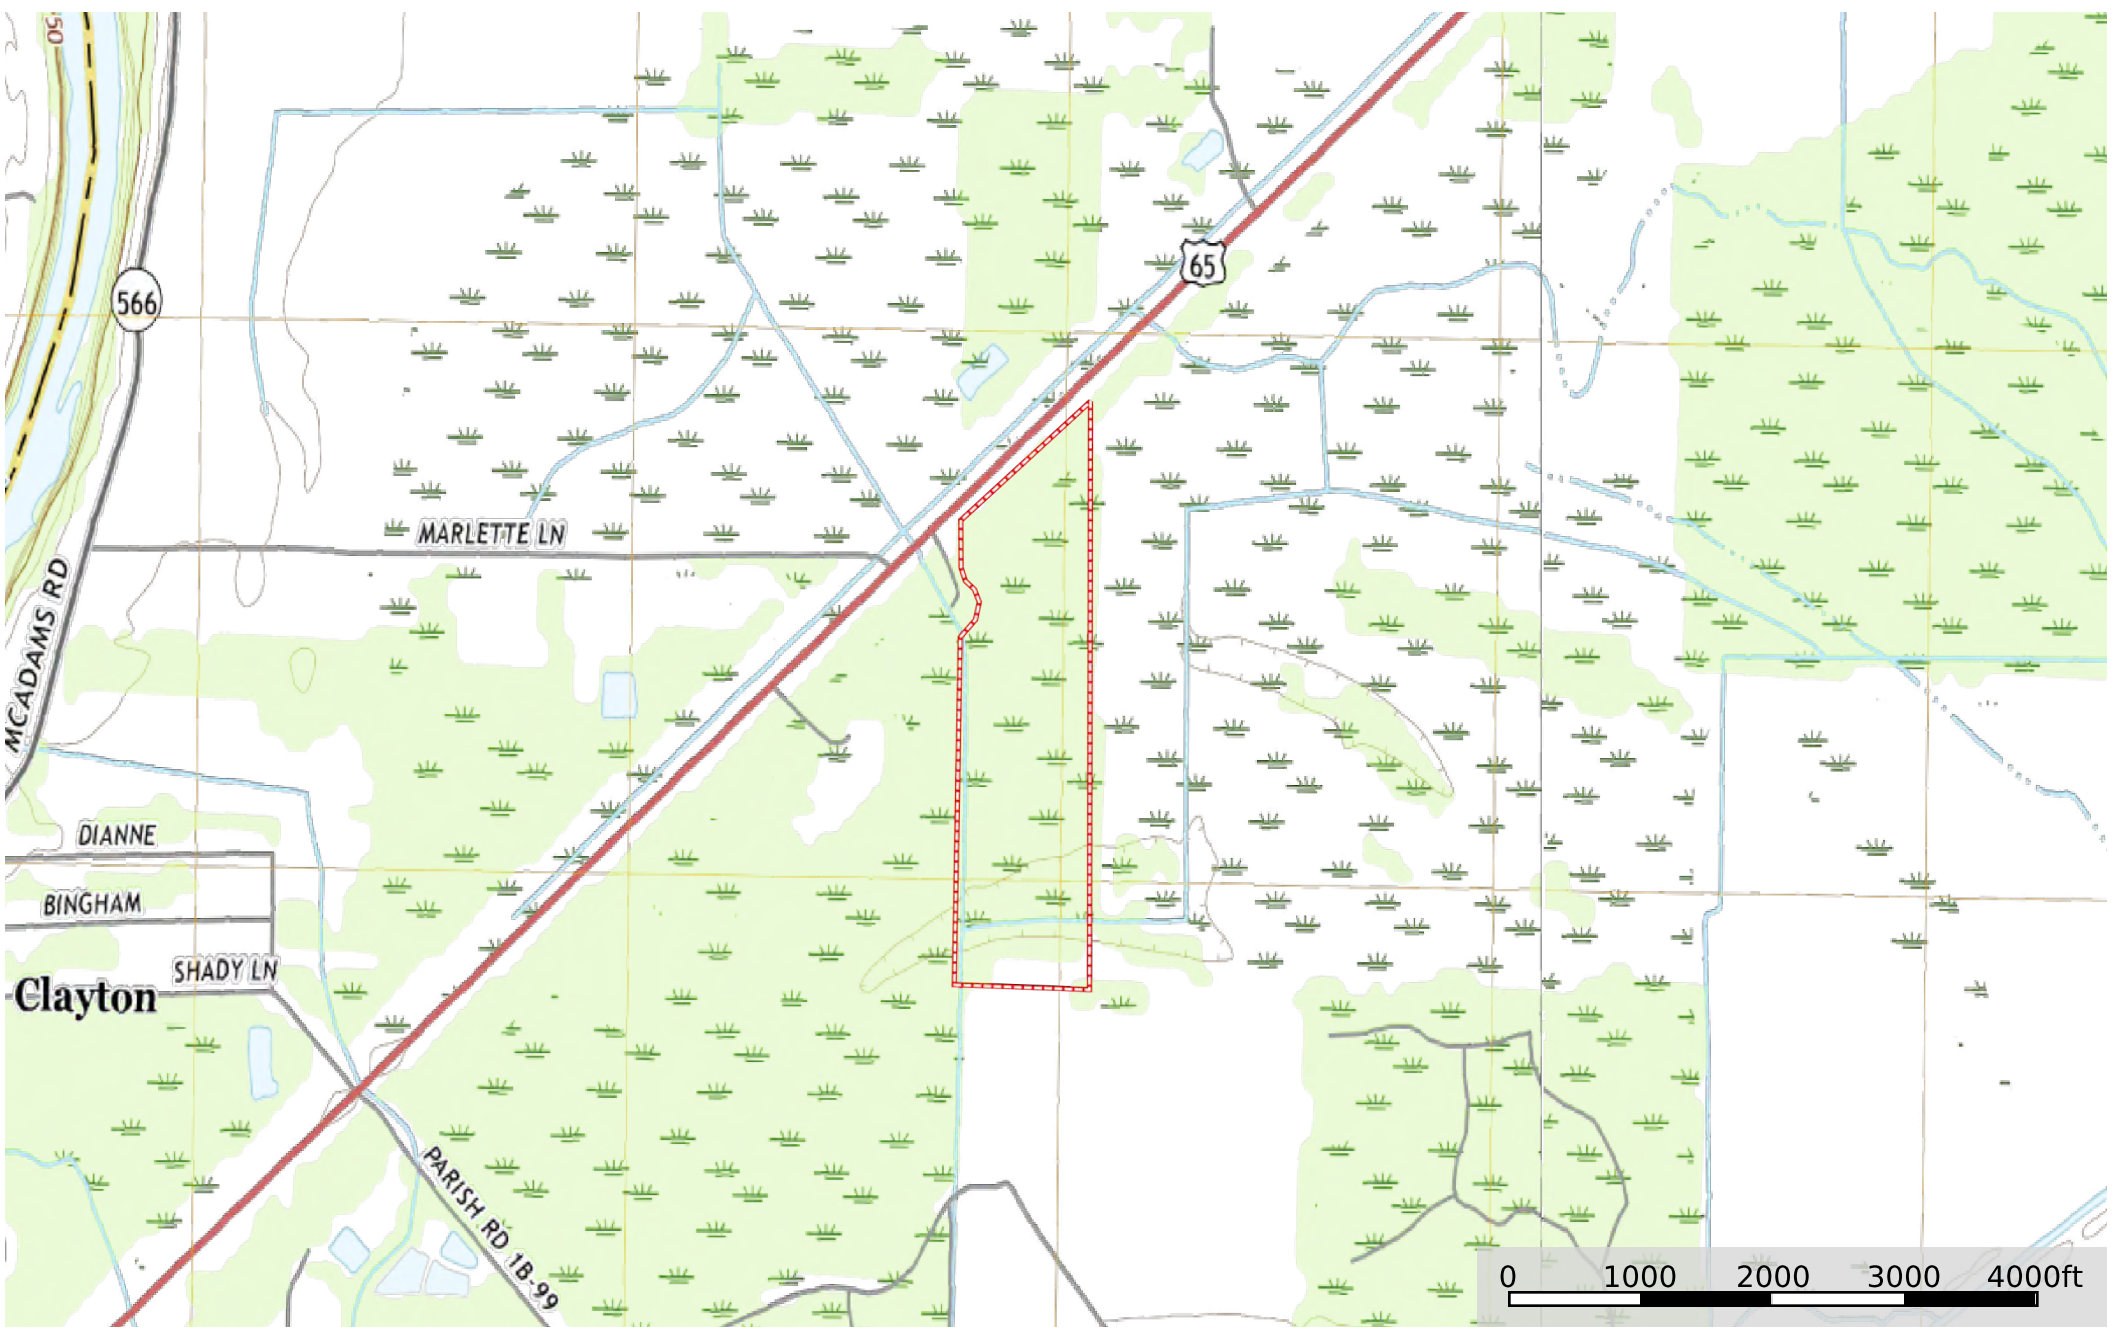 50
65
566
MARLETTE LN
MCADAMS RD
DIANNE
BINGHAM
SHADY LN
Clayton
PARISH RD 1B-99
0 1000 2000 3000 4000ft